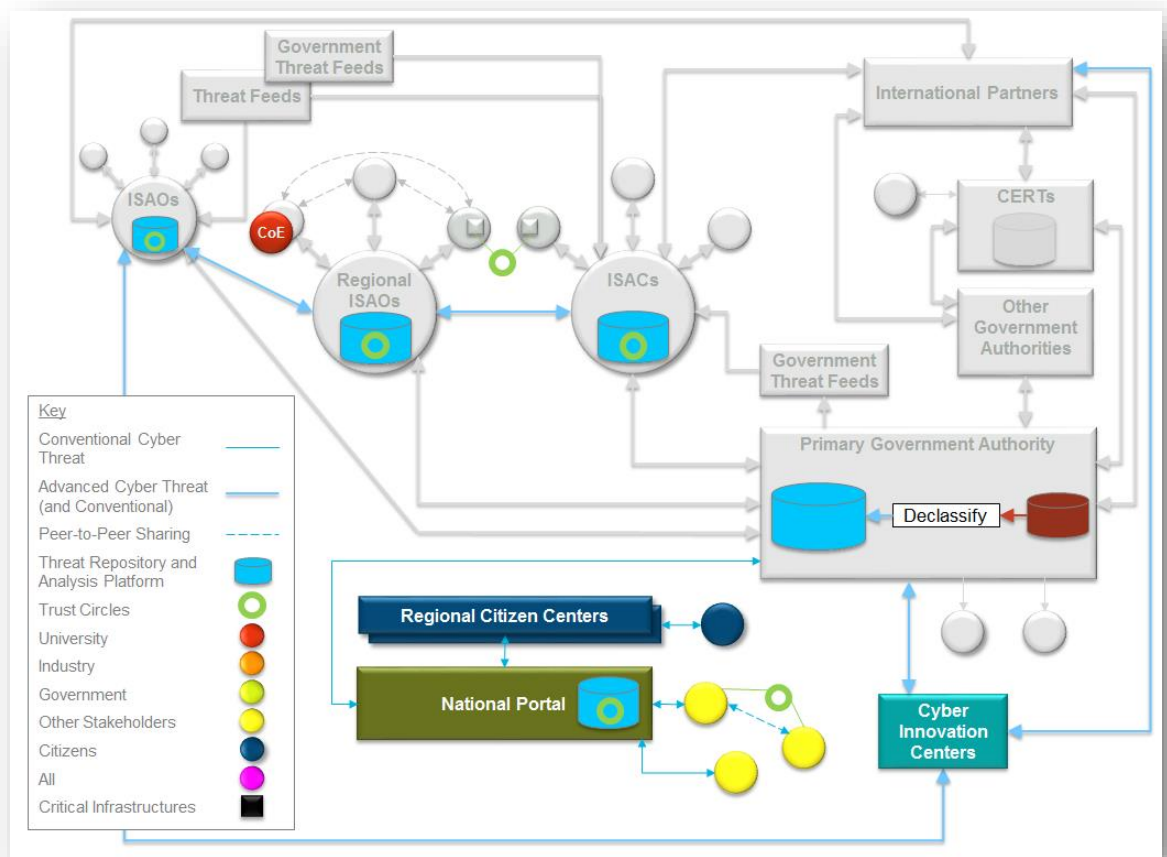 Government
Threat Feeds
Threat Feeds
International Partners
ISAOs
CERTs
CoE
Regional
ISAOs
ISACs
Other
Government
Authorities
Government
Threat Feeds
Primary Government Authority
Declassify
Regional Citizen Centers
National Portal
Cyber
Innovation
Centers
Key
Conventional Cyber
Threat
Advanced Cyber Threat
(and Conventional)
Peer-to-Peer Sharing
Threat Repository and
Analysis Platform
Trust Circles
University
Industry
Government
Other Stakeholders
Citizens
All
Critical Infrastructures